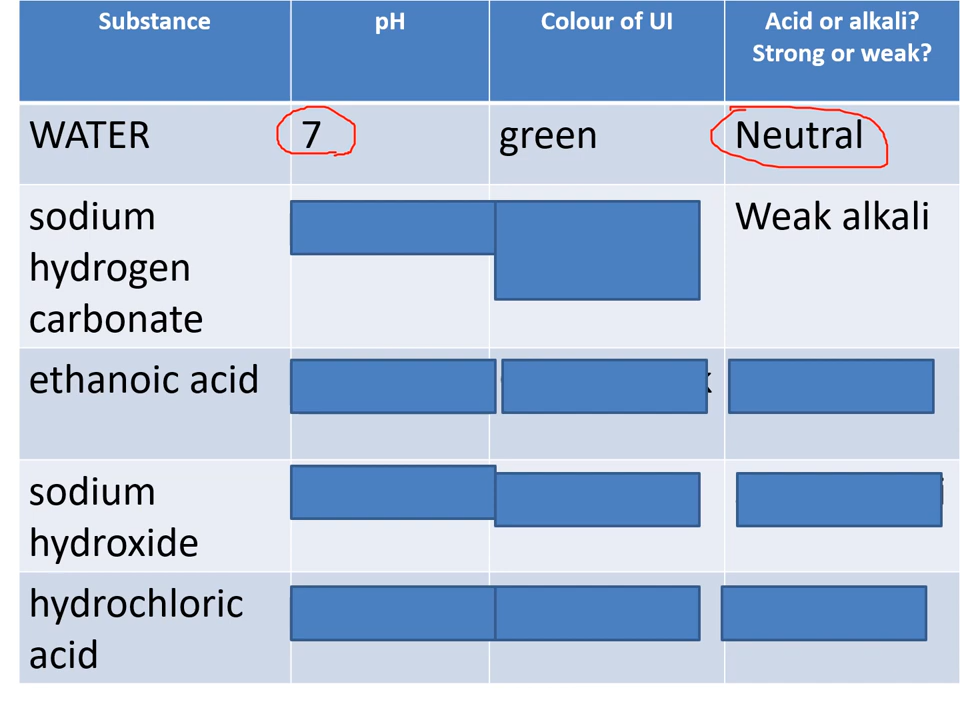 Substance
pH
Colour of UI
Acid or alkali?
Strong or weak?
WATER
7
green
Neutral
sodium
hydrogen
carbonate
Weak alkali
ethanoic acid
sodium
hydroxide
hydrochloric
acid